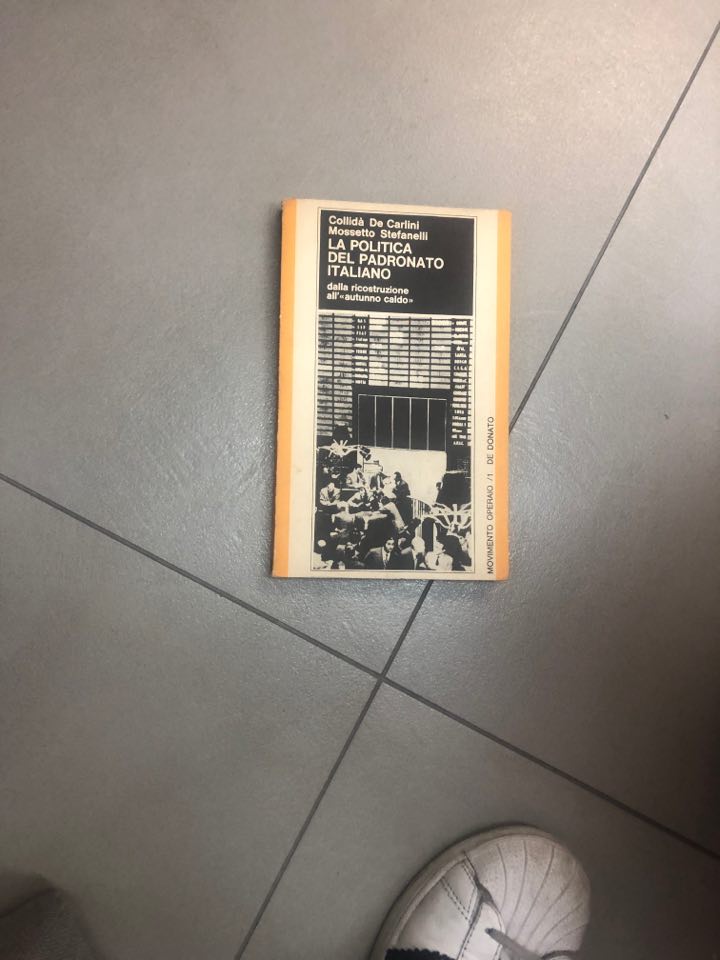 Collidà De Carlini
Mossetto Stefanelli
LA POLITICA
DEL PADRONATO
ITALIANO
dalla ricostruzione
all'«autunno caldo»
MOVIMENTO OPERAIO /1 DE DONATO